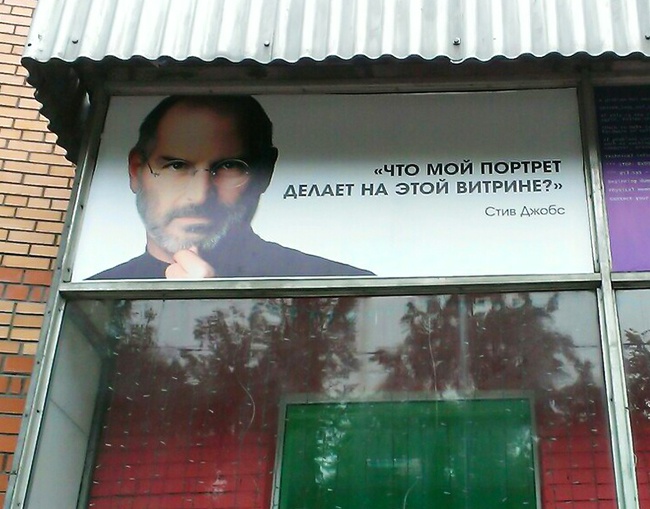 «ЧТО МОЙ ПОРТРЕТ
ДЕЛАЕТ НА ЭТОЙ ВИТРИНЕ?»
Стив Джобс